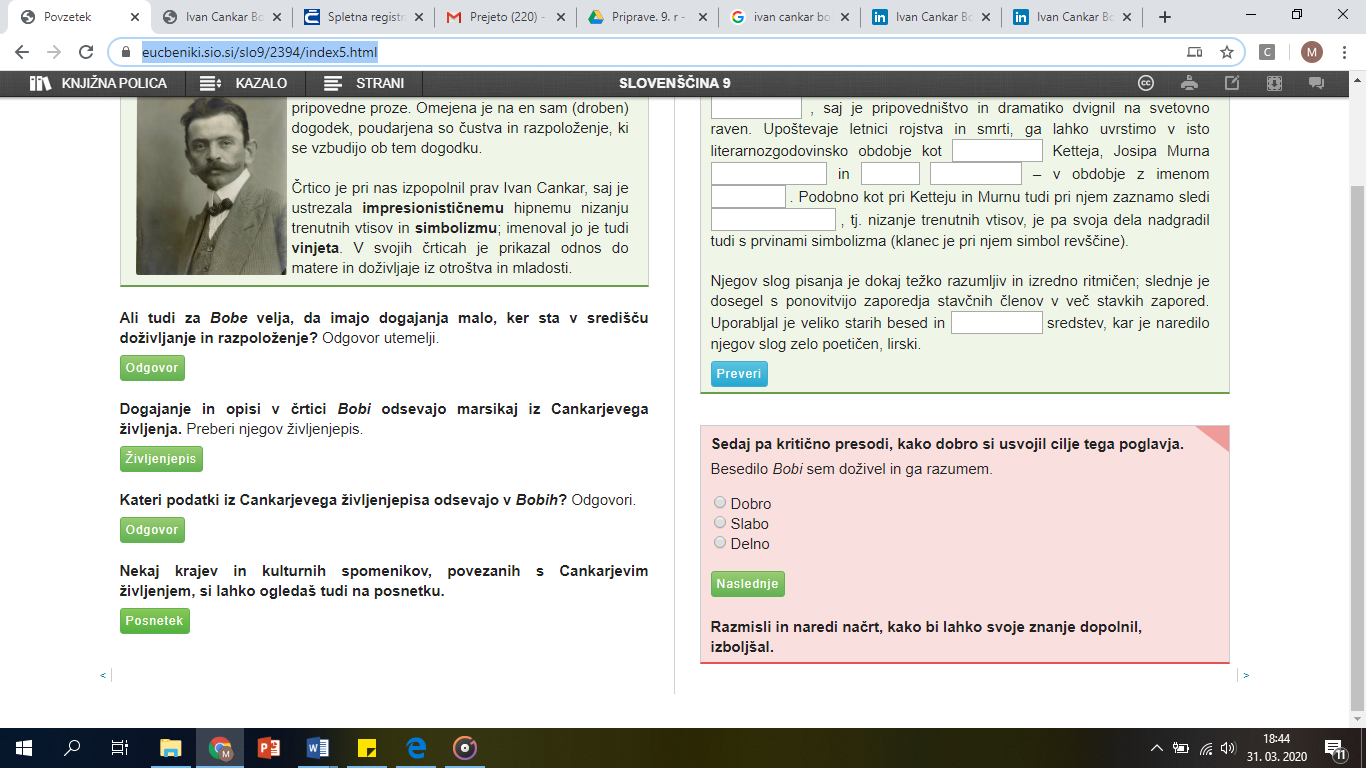 Povzetek
Ivan Cankar Bo
Spletna registr
Prejeto (220) -
Priprave. 9. r -
ivan cankar bo
Ivan Cankar Bo
Ivan Cankar Bo
eucbeniki.sio.si/slo9/2394/index5.html
C
M
KNJIŽNA POLICA
KAZALO
STRANI
SLOVENŠČINA 9
cc
pripovedne proze. Omejena je na en sam (droben)
dogodek, poudarjena so čustva in razpoloženje, ki
se vzbudijo ob tem dogodku.
Črtico je pri nas izpopolnil prav Ivan Cankar, saj je
ustrezala impresionističnemu hipnemu nizanju
trenutnih vtisov in simbolizmu; imenoval jo je tudi
vinjeta. V svojih črticah je prikazal odnos do
matere in doživljaje iz otroštva in mladosti.
Ali tudi za Bobe velja, da imajo dogajanja malo, ker sta v središču
doživljanje in razpoloženje? Odgovor utemelji.
Odgovor
Dogajanje in opisi v črtici Bobi odsevajo marsikaj iz Cankarjevega
življenja. Preberi njegov življenjepis.
Življenjepis
Kateri podatki iz Cankarjevega življenjepisa odsevajo v Bobih? Odgovori.
Odgovor
Nekaj krajev in kulturnih spomenikov, povezanih s Cankarjevim
življenjem, si lahko ogledaš tudi na posnetku.
Posnetek
<
, saj je pripovedništvo in dramatiko dvignil na svetovno
raven. Upoštevaje letnici rojstva in smrti, ga lahko uvrstimo v isto
literarnozgodovinsko obdobje kot Ketteja, Josipa Murna
in – v obdobje z imenom
. Podobno kot pri Ketteju in Murnu tudi pri njem zaznamo sledi
, tj. nizanje trenutnih vtisov, je pa svoja dela nadgradil
tudi s prvinami simbolizma (klanec je pri njem simbol revščine).
Njegov slog pisanja je dokaj težko razumljiv in izredno ritmičen; slednje je
dosegel s ponovitvijo zaporedja stavčnih členov v več stavkih zapored.
Uporabljal je veliko starih besed in sredstev, kar je naredilo
njegov slog zelo poetičen, lirski.
Preveri
Sedaj pa kritično presodi, kako dobro si usvojil cilje tega poglavja.
Besedilo Bobi sem doživel in ga razumem.
Dobro
Slabo
Delno
Naslednje
Razmisli in naredi načrt, kako bi lahko svoje znanje dopolnil,
izboljšal.
>
18:44
31. 03. 2020
11